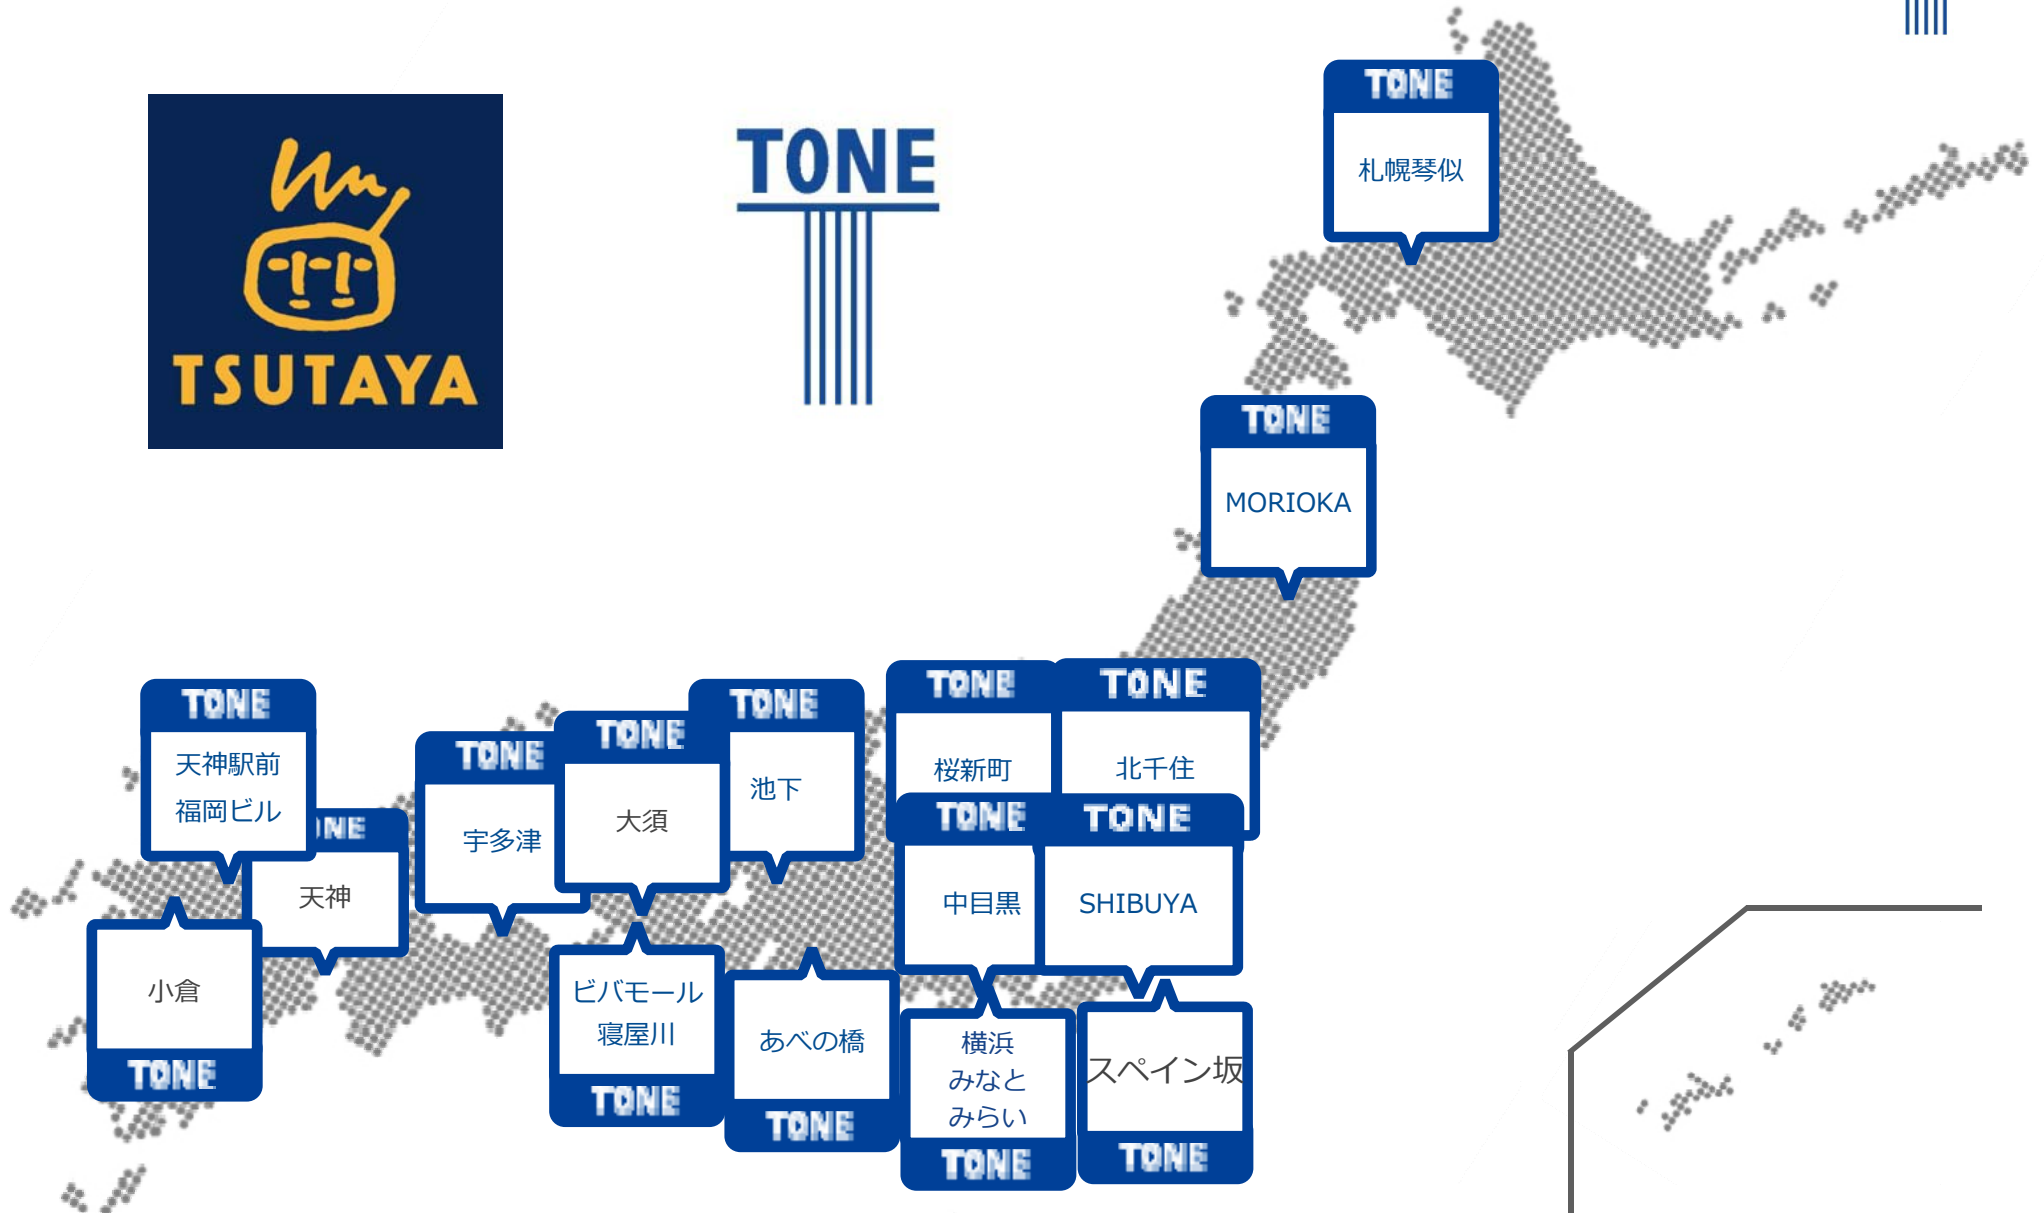 TSUTAYA
TONE
TONE
札幌琴似
TONE
MORIOKA
TONE
天神駅前
福岡ビル
ONE
天神
小倉
TONE
TONE
宇多津
TONE
大須
TONE
池下
TONE
桜新町
TONE
北千住
TONE
中目黒
TONE
SHIBUYA
ビバモール
寝屋川
TONE
あべの橋
TONE
横浜
みなと
みらい
TONE
スペイン坂
TONE